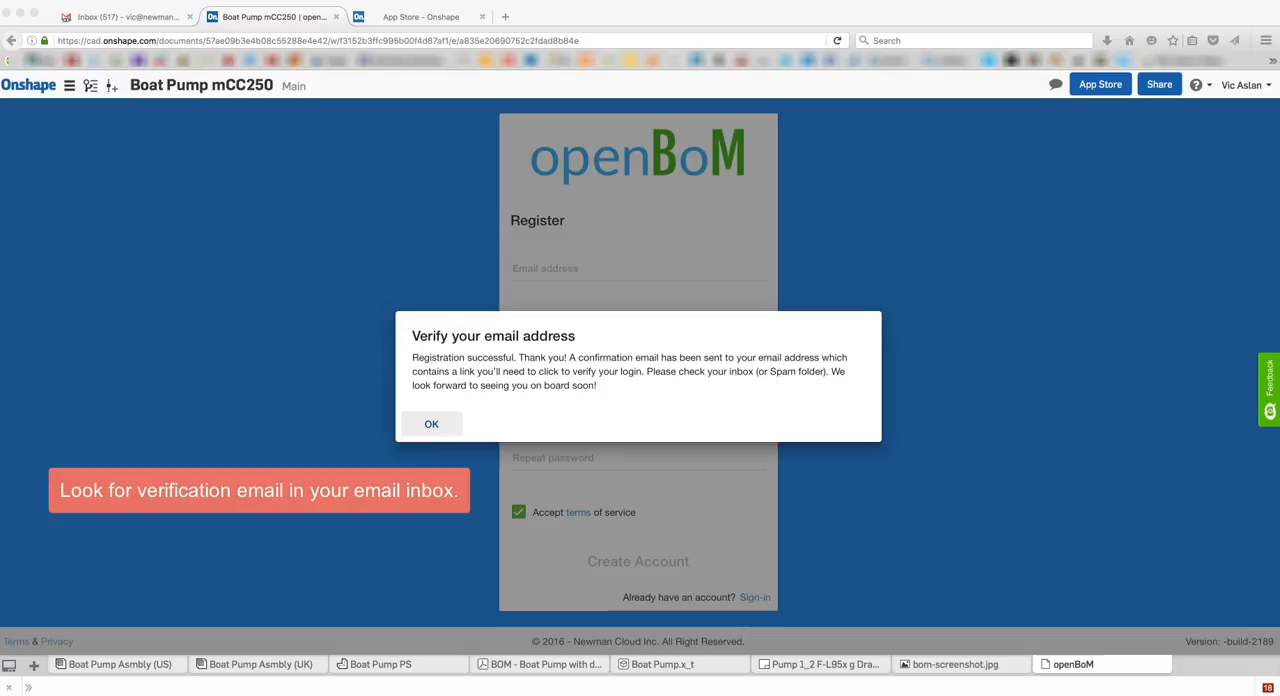 Inbox (517) - vic@newman...
Boat Pump mCC250 | open...
App Store - Onshape
https://cad.onshape.com/documents/57ae09b3e4b08c55288e4e42/w/f3152b3ffc995b00f4d87af1/e/a835e20690752c2fdad8b84e
Search
Onshape
Boat Pump mCC250 Main
App Store
Share
Vic Aslan
openBoM
Register
Email address
Verify your email address
Registration successful. Thank you! A confirmation email has been sent to your email address which
contains a link you'll need to click to verify your login. Please check your inbox (or Spam folder). We
look forward to seeing you on board soon!
OK
Feedback
Repeat password
Look for verification email in your email inbox.
Accept terms of service
Create Account
Already have an account? Sign-in
Terms & Privacy
© 2016 - Newman Cloud Inc. All Right Reserved.
Version: -build-2189
Boat Pump Asmbly (US)
Boat Pump Asmbly (UK)
Boat Pump PS
BOM - Boat Pump with d...
Boat Pump.x_t
Pump 1_2 F-L95x g Dra...
bom-screenshot.jpg
openBoM
18